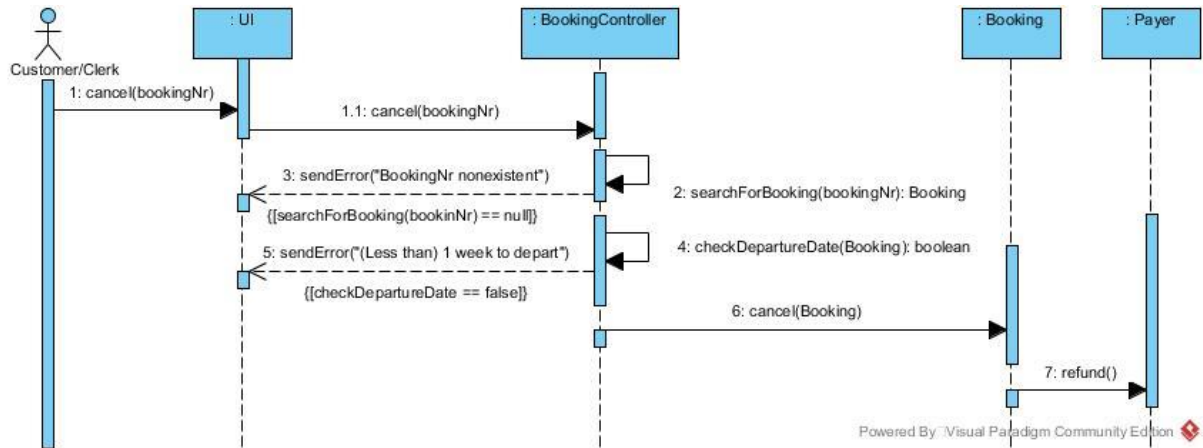 : UI
: BookingController
: Booking
: Payer
Customer/Clerk
1: cancel(bookingNr)
1.1: cancel(bookingNr)
3: sendError("BookingNr nonexistent")
2: searchForBooking(bookingNr): Booking
{[searchForBooking(bookinNr) == null]}
5: sendError("(Less than) 1 week to depart")
4: checkDepartureDate(Booking): boolean
{[checkDepartureDate == false]}
6: cancel(Booking)
7: refund()
Powered By Visual Paradigm Community Edition